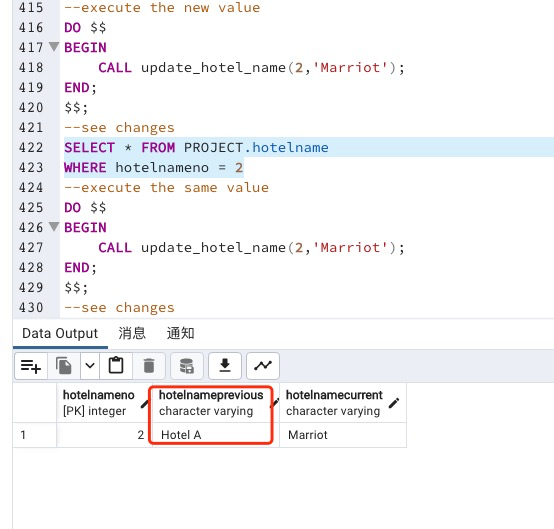 415 --execute the new value
416 DO $$
417 BEGIN
418 CALL update_hotel_name(2,'Marriot');
419 END;
420 $$;
421 --see changes
422 SELECT * FROM PROJECT.hotelname
423 WHERE hotelnameno = 2
424 --execute the same value
425 DO $$
426 BEGIN
427 CALL update_hotel_name(2,'Marriot');
428 END;
429 $$;
430 --see changes
Data Output 消息 通知
hotelnameno hotelnameprevious hotelnamecurrent
[PK] integer character varying character varying
1 2 Hotel A Marriot